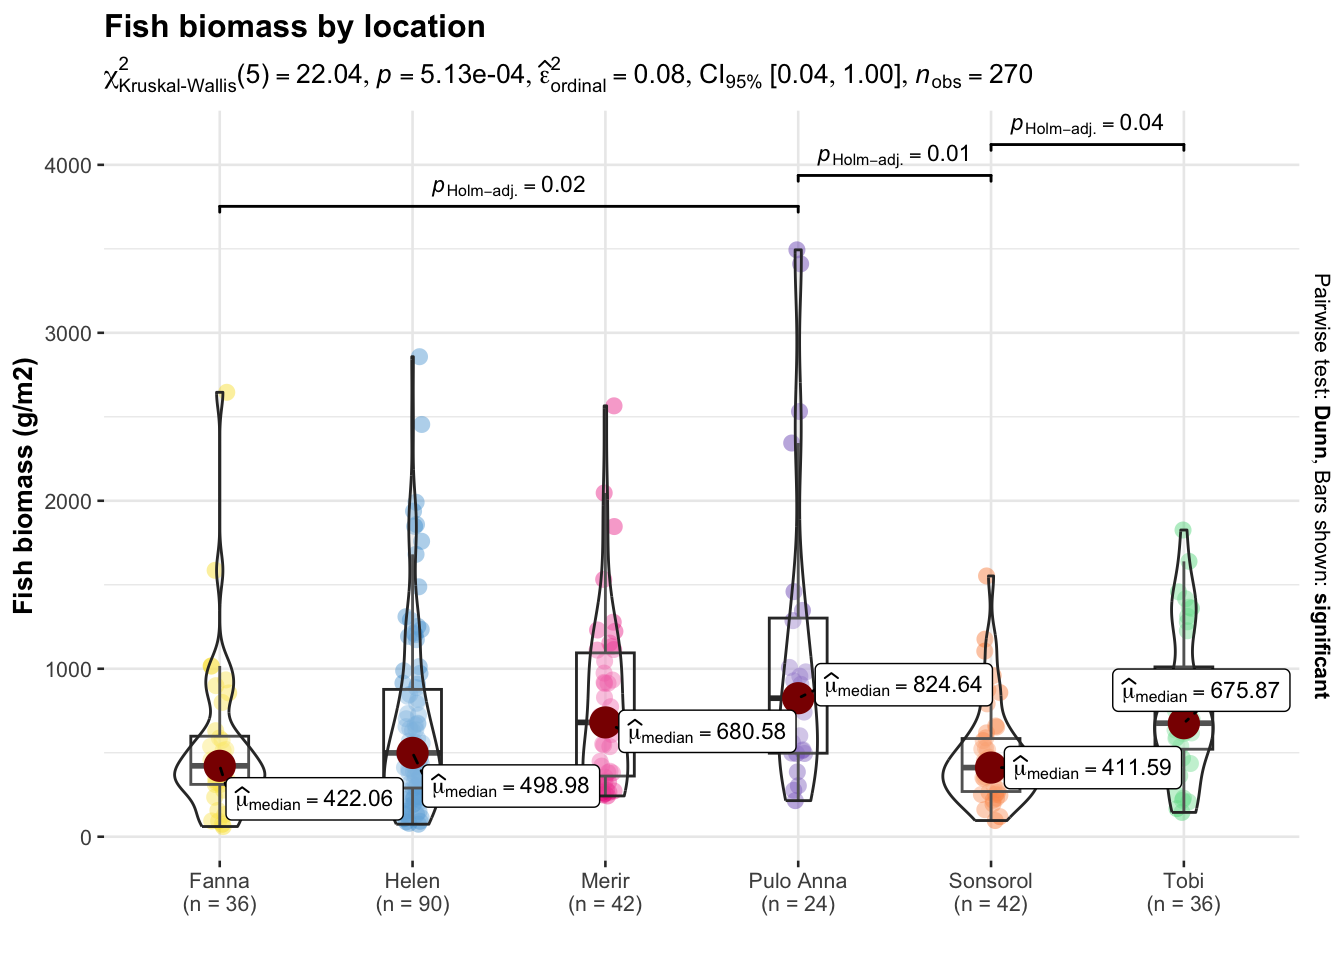 Fish biomass by location
χ²Kruskal-Wallis(5) = 22.04, p = 5.13e-04, ε̂²ordinal = 0.08, CI95% [0.04, 1.00], nobs = 270
pHolm−adj. = 0.04
pHolm−adj. = 0.01
pHolm−adj. = 0.02
4000
3000
2000
1000
0
Fish biomass (g/m2)
μ̂median = 422.06
μ̂median = 498.98
μ̂median = 680.58
μ̂median = 824.64
μ̂median = 411.59
μ̂median = 675.87
Pairwise test: Dunn, Bars shown: significant
Fanna
(n = 36)
Helen
(n = 90)
Merir
(n = 42)
Pulo Anna
(n = 24)
Sonsorol
(n = 42)
Tobi
(n = 36)